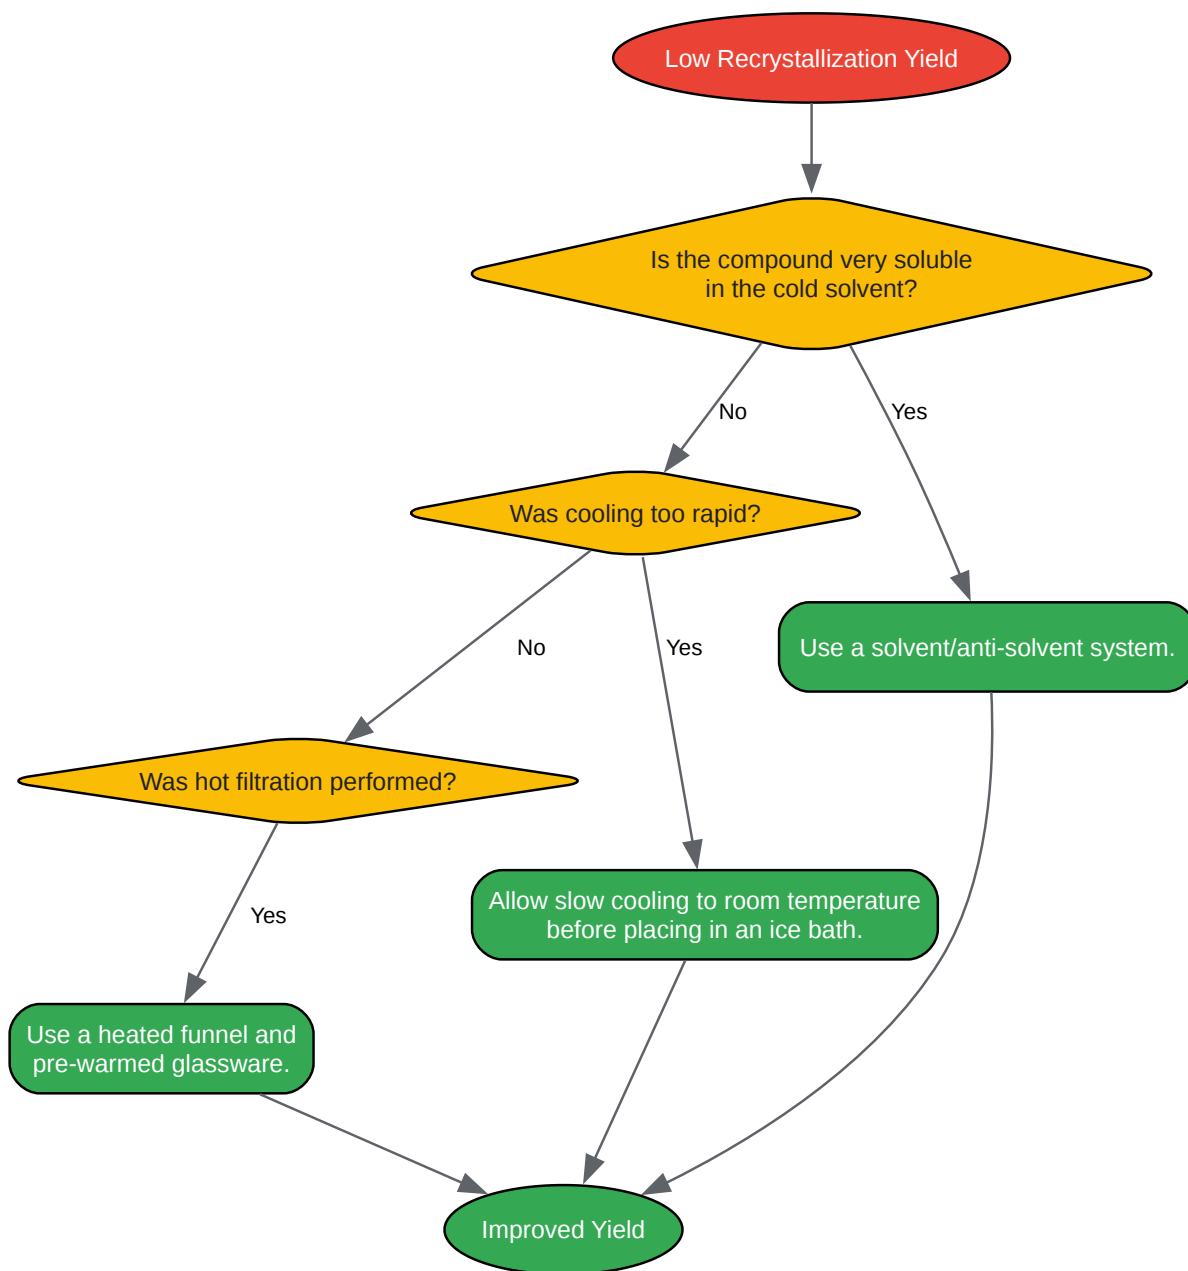 Low Recrystallization Yield
Is the compound very soluble
in the cold solvent?
No
Yes
Was cooling too rapid?
No
Yes
Use a solvent/anti-solvent system.
Was hot filtration performed?
Yes
Allow slow cooling to room temperature
before placing in an ice bath.
Use a heated funnel and
pre-warmed glassware.
Improved Yield